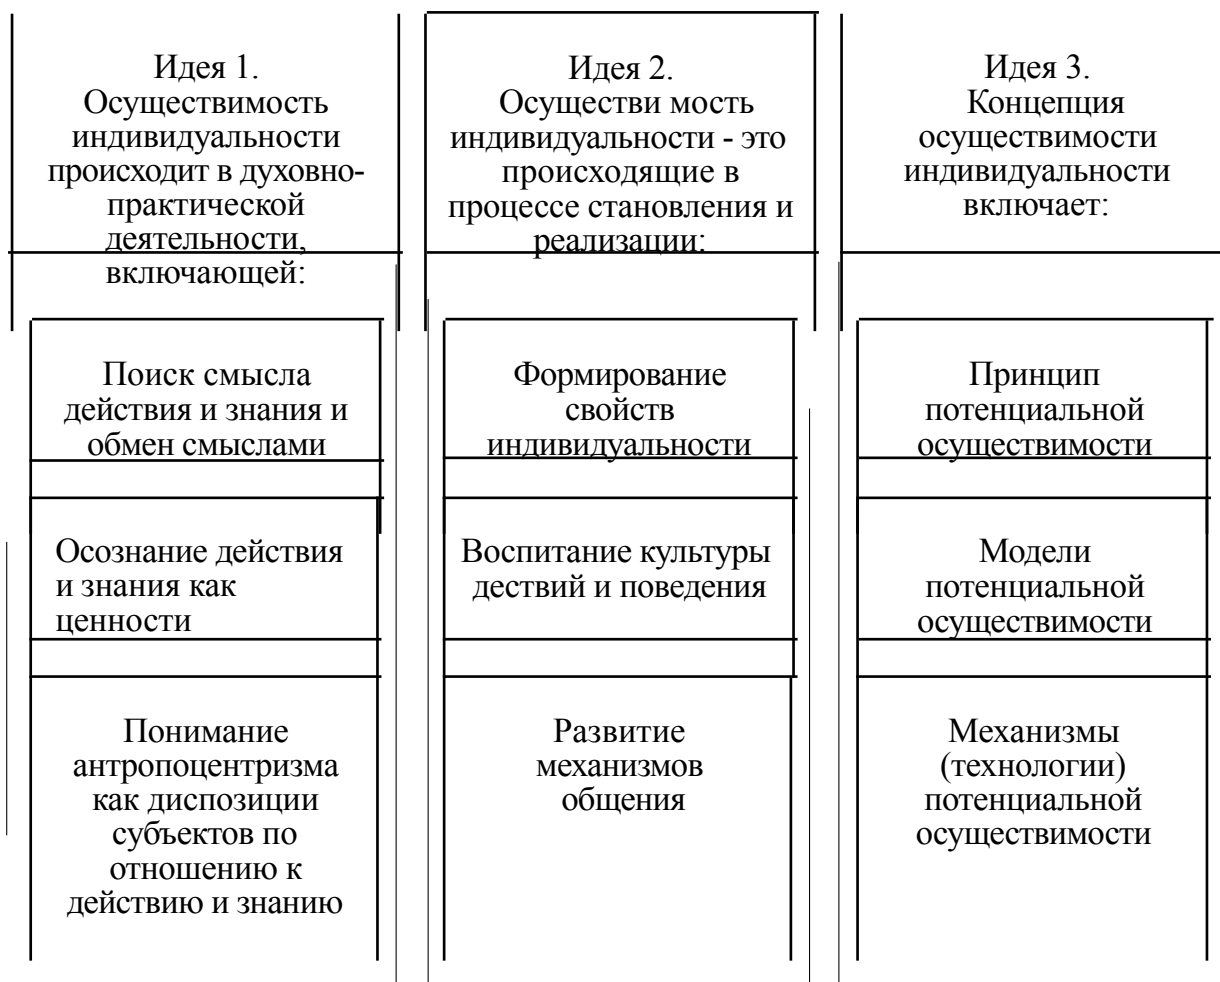 Идея 1.
Осуществимость
индивидуальности
происходит в духовно-
практической
деятельности,
включающей:
Поиск смысла
действия и знания и
обмен смыслами
Осознание действия
и знания как
ценности
Понимание
антропоцентризма
как диспозиции
субъектов по
отношению к
действию и знанию
Идея 2.
Осуществи мость
индивидуальности - это
происходящие в
процессе становления и
реализации:
Формирование
свойств
индивидуальности
Воспитание культуры
дествий и поведения
Развитие
механизмов
общения
Идея 3.
Концепция
осуществимости
индивидуальности
включает:
Принцип
потенциальной
осуществимости
Модели
потенциальной
осуществимости
Механизмы
(технологии)
потенциальной
осуществимости